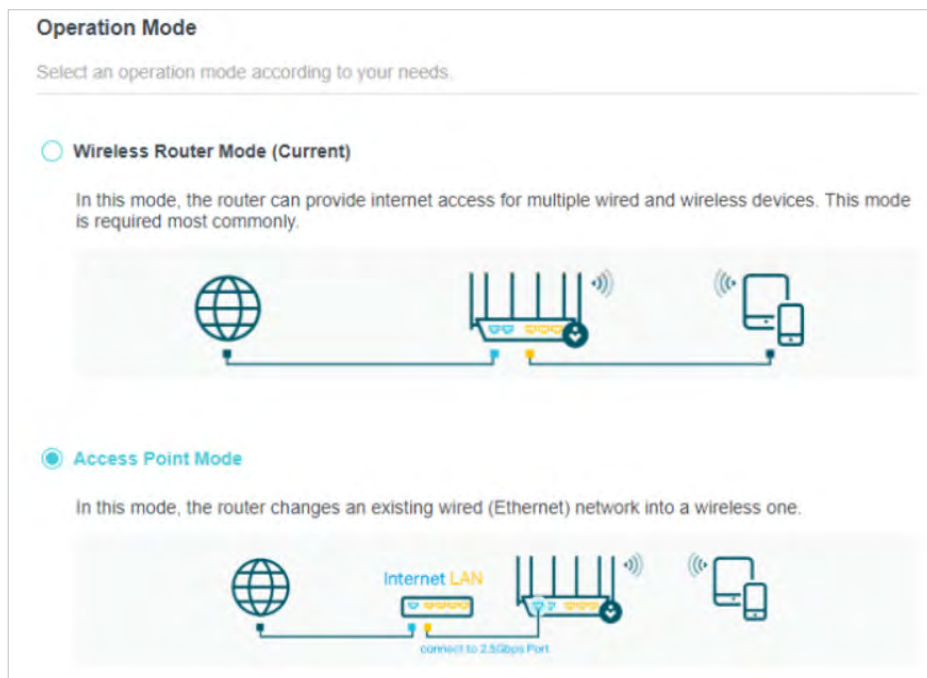 Operation Mode
Select an operation mode according to your needs.
Wireless Router Mode (Current)
In this mode, the router can provide internet access for multiple wired and wireless devices. This mode
is required most commonly.
Access Point Mode
In this mode, the router changes an existing wired (Ethernet) network into a wireless one.
Internet LAN
connect to 2.5Gbps Port